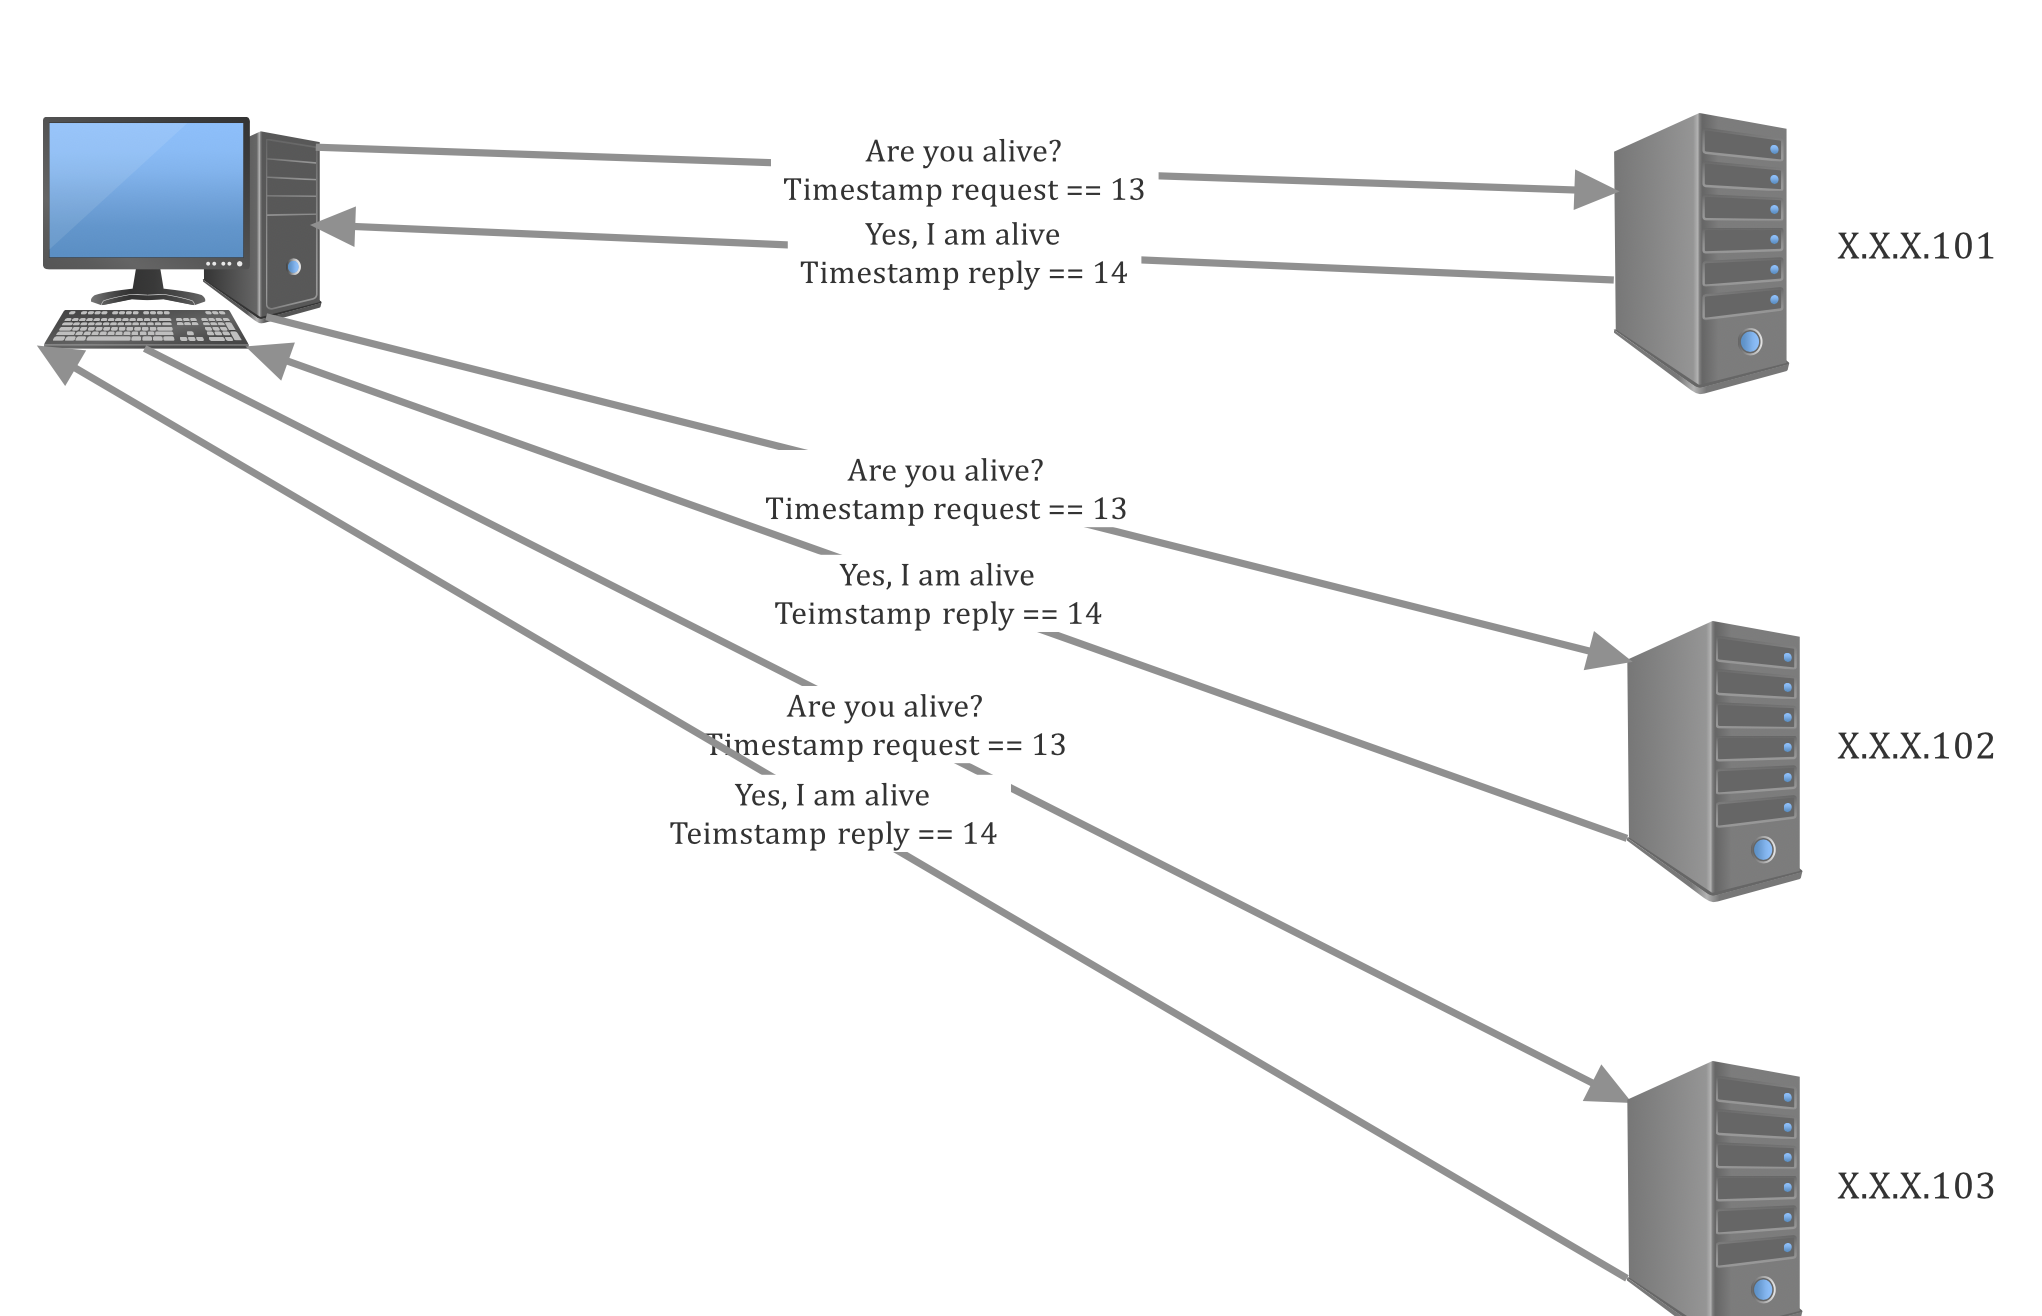 Are you alive?
Timestamp request == 13
Yes, I am alive
Timestamp reply == 14
X.X.X.101
Are you alive?
Timestamp request == 13
Yes, I am alive
Teimstamp reply == 14
X.X.X.102
Are you alive?
Timestamp request == 13
Yes, I am alive
Teimstamp reply == 14
X.X.X.103